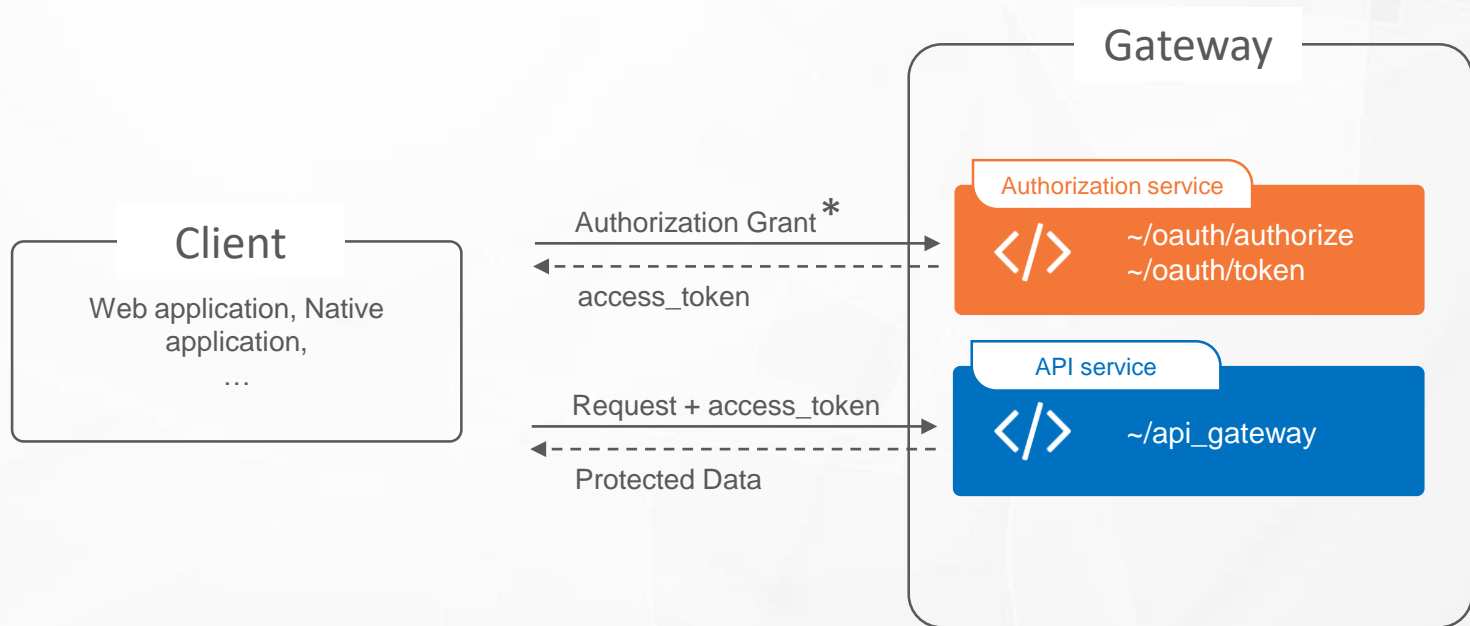 Gateway
Client
Web application, Native
application,
…
Authorization Grant*
access_token
Request + access_token
Protected Data
Authorization service
</>
~/oauth/authorize
~/oauth/token
API service
</>
~/api_gateway